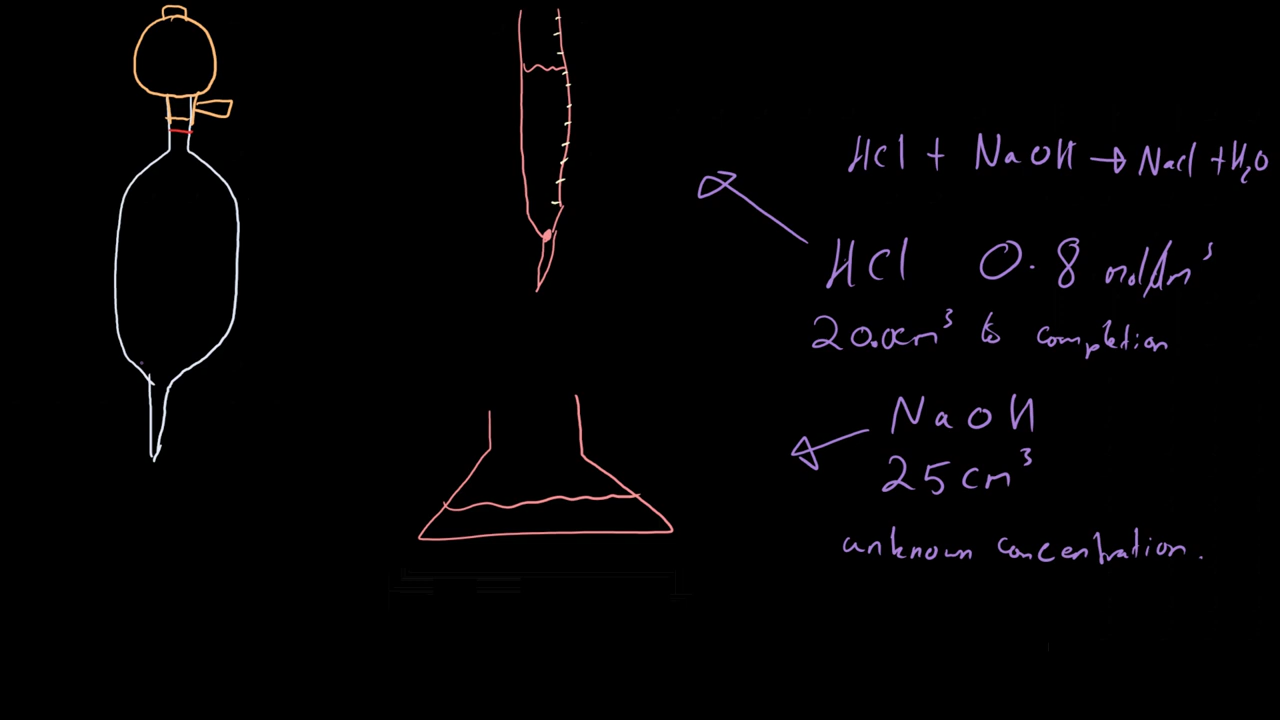 HCl + NaOH → NaCl + H₂O
HCl 0.8 mol/dm³
20.0cm³ to completion
NaOH
25cm³
unknown concentration.